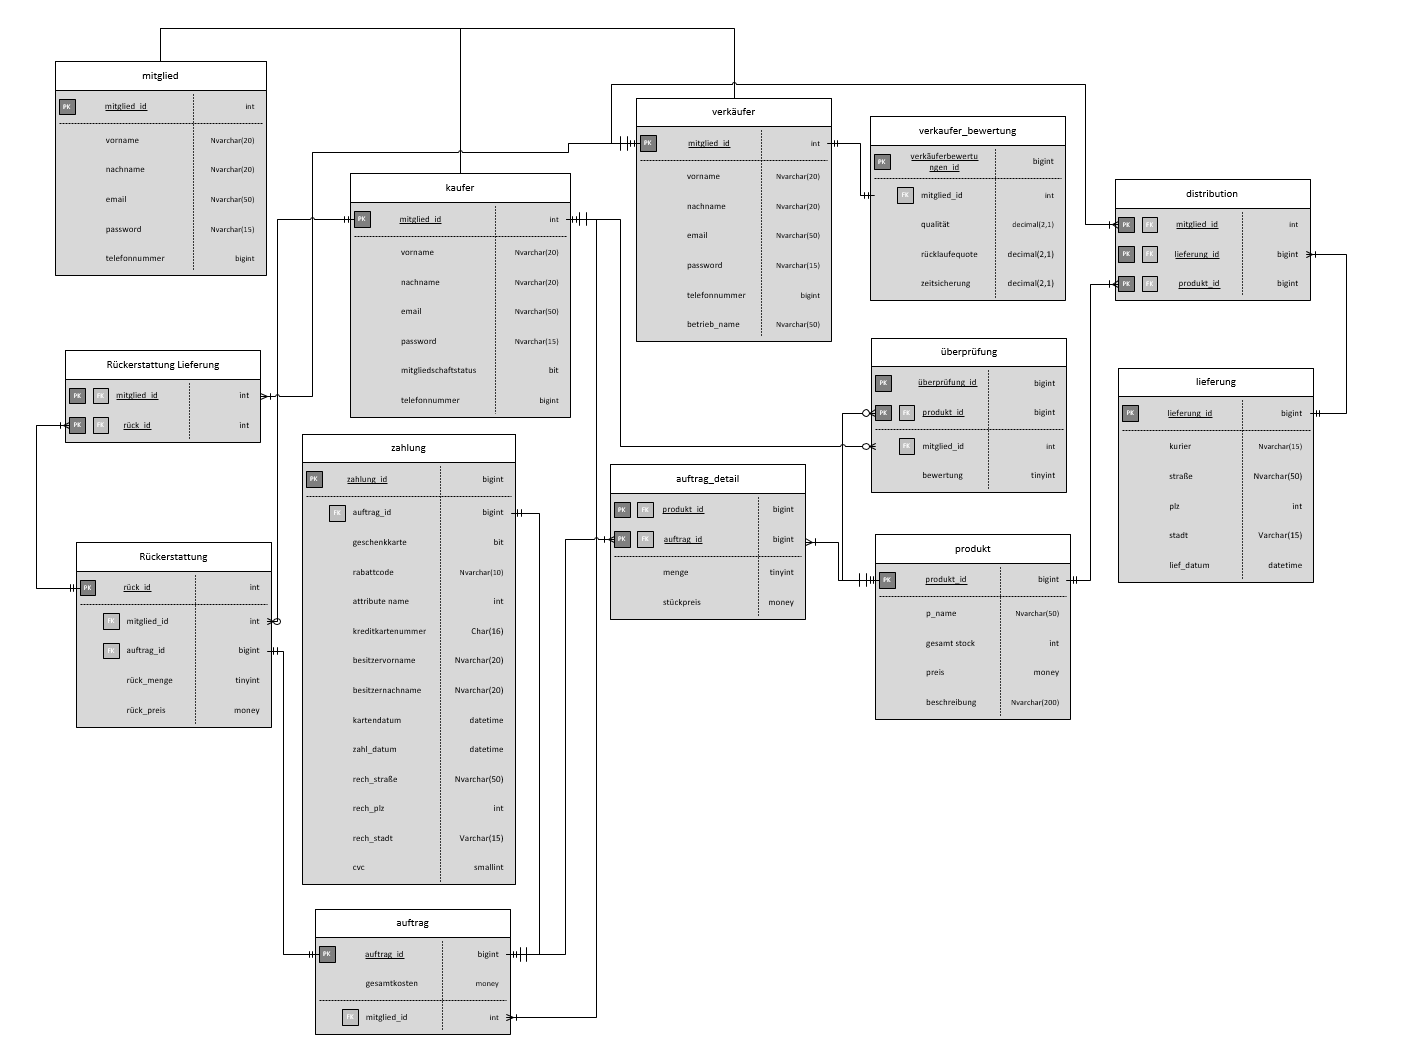 mitglied
PK mitglied_id int
vorname Nvarchar(20)
nachname Nvarchar(20)
email Nvarchar(50)
password Nvarchar(15)
telefonnummer bigint
kaufer
PK mitglied_id int
vorname Nvarchar(20)
nachname Nvarchar(20)
email Nvarchar(50)
password Nvarchar(15)
mitgliedschaftstatus bit
telefonnummer bigint
verkäufer
PK mitglied_id int
vorname Nvarchar(20)
nachname Nvarchar(20)
email Nvarchar(50)
password Nvarchar(15)
telefonnummer bigint
betrieb_name Nvarchar(50)
verkaufer_bewertung
PK verkäuferbewertu bigint
ngen_id
FK mitglied_id int
qualität decimal(2,1)
rücklaufequote decimal(2,1)
zeitsicherung decimal(2,1)
distribution
PK FK mitglied_id int
PK FK lieferung_id bigint
PK FK produkt_id bigint
Rückerstattung Lieferung
PK FK mitglied_id int
PK FK rück_id int
zahlung
PK zahlung_id bigint
FK auftrag_id bigint
geschenkkarte bit
rabattcode Nvarchar(10)
attribute name int
kreditkartenummer Char(16)
besitzervorname Nvarchar(20)
besitzernachname Nvarchar(20)
kartendatum datetime
zahl_datum datetime
rech_straße Nvarchar(50)
rech_plz int
rech_stadt Varchar(15)
cvc smallint
überprüfung
PK überprüfung_id bigint
PK FK produkt_id bigint
FK mitglied_id int
bewertung tinyint
lieferung
PK lieferung_id bigint
kurier Nvarchar(15)
straße Nvarchar(50)
plz int
stadt Varchar(15)
lief_datum datetime
auftrag_detail
PK FK produkt_id bigint
PK FK auftrag_id bigint
menge tinyint
stückpreis money
Rückerstattung
PK rück_id int
FK mitglied_id int
FK auftrag_id bigint
rück_menge tinyint
rück_preis money
produkt
PK produkt_id bigint
p_name Nvarchar(50)
gesamt stock int
preis money
beschreibung Nvarchar(200)
auftrag
PK auftrag_id bigint
gesamtkosten money
FK mitglied_id int